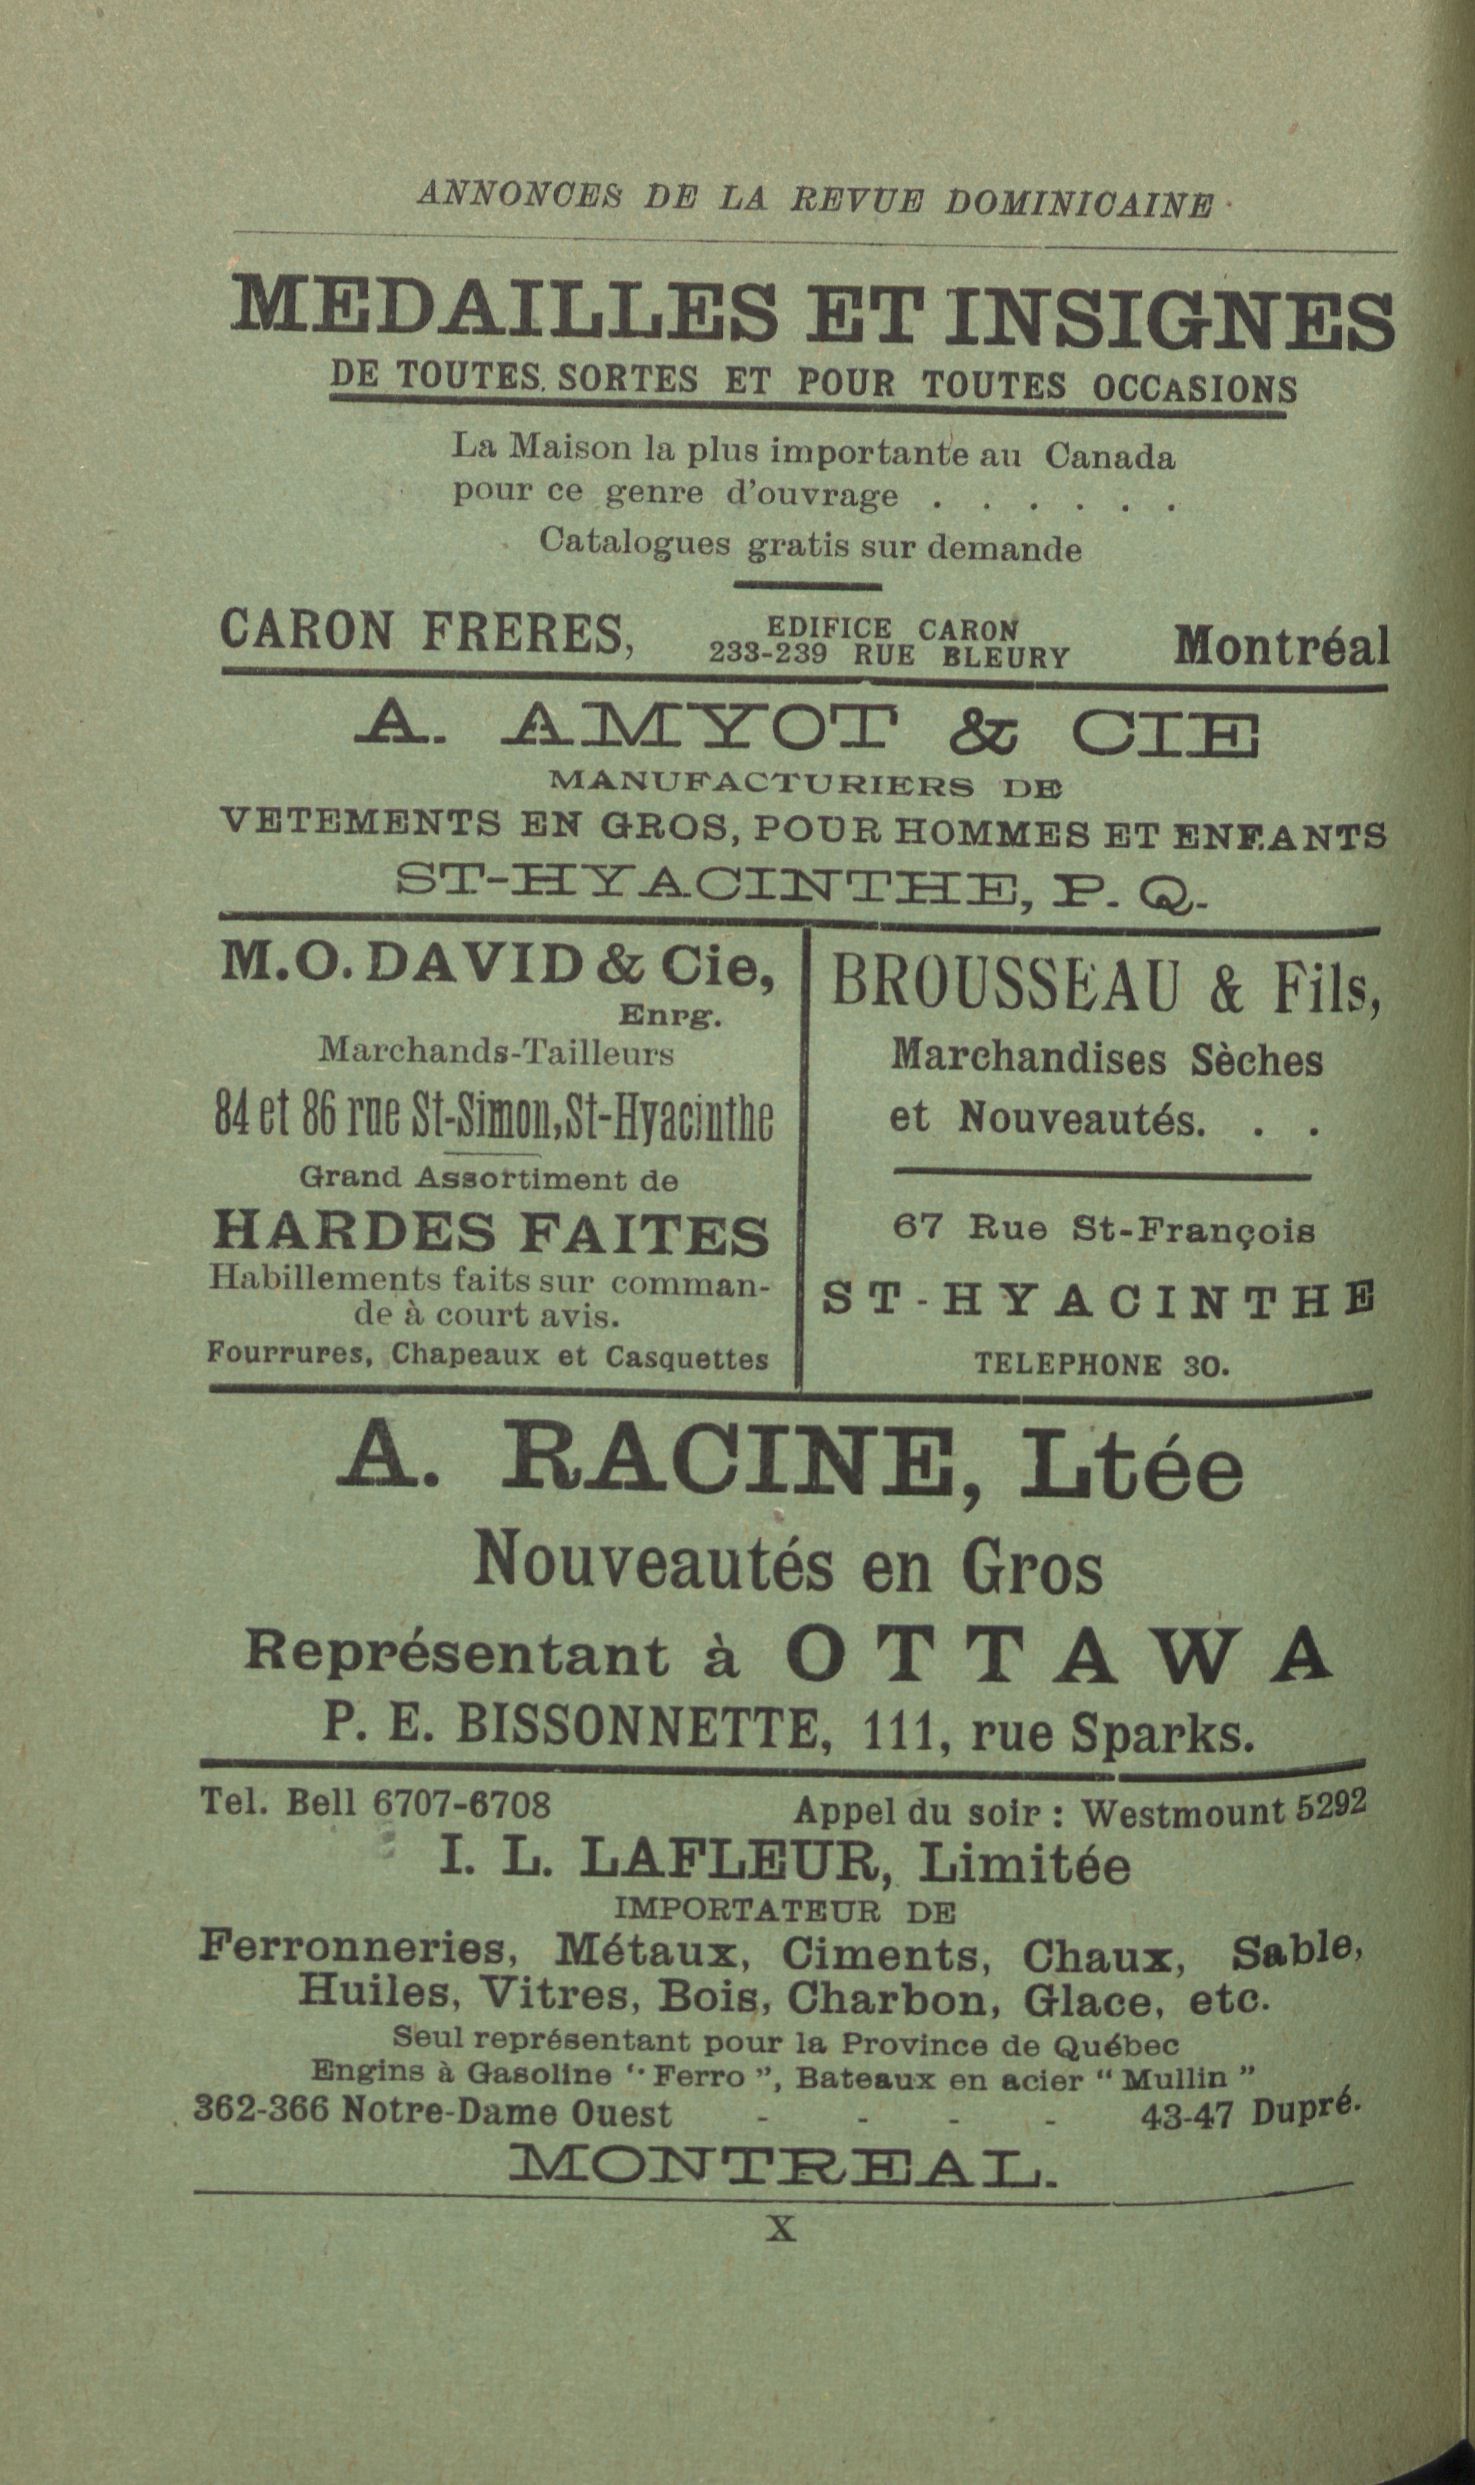 ANNONCES DE LA REVUE DOMINICAINE
MEDAILLES ET INSIGNES
DE TOUTES SORTES ET POUR TOUTES OCCASIONS
La Maison la plus importante au Canada
pour ce genre d'ouvrage . . . . . .
Catalogues gratis sur demande
CARON FRERES, EDIFICE CARON
233-239 RUE BLEURY Montréal
A. AMYOT & CIE
MANUFACTURIERS DE
VETEMENTS EN GROS, POUR HOMMES ET ENFANTS
ST-HYACINTHE, P. Q.
M.O. DAVID & Cie,
Enrg.
Marchands-Tailleurs
84 et 86 rue St-Simon, St-Hyacinthe
Grand Assortiment de
HARDES FAITES
Habillements faits sur comman-
de à court avis.
Fourrures, Chapeaux et Casquettes
BROUSSEAU & Fils,
Marchandises Sèches
et Nouveautés. . .
67 Rue St-François
ST-HYACINTHE
TELEPHONE 30.
A. RACINE, Ltée
Nouveautés en Gros
Représentant à OTTAWA
P. E. BISSONNETTE, 111, rue Sparks.
Tel. Bell 6707-6708 Appel du soir : Westmount 5292
I. L. LAFLEUR, Limitée
IMPORTATEUR DE
Ferronneries, Métaux, Ciments, Chaux, Sable,
Huiles, Vitres, Bois, Charbon, Glace, etc.
Seul représentant pour la Province de Québec
Engins à Gasoline “ Ferro ”, Bateaux en acier “ Mullin ”
362-366 Notre-Dame Ouest - - - - 43-47 Dupré.
MONTREAL.
X